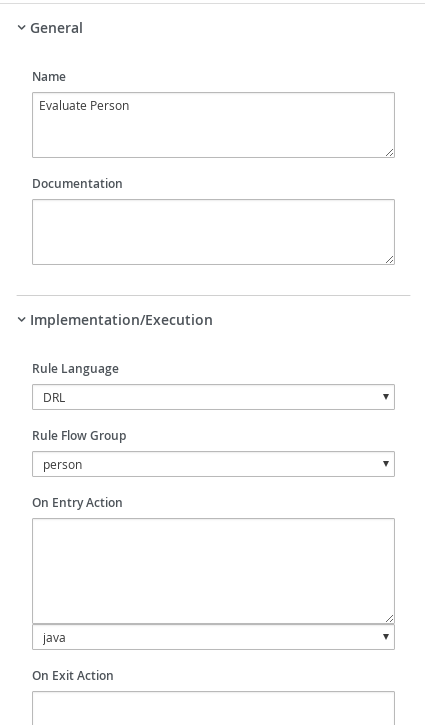 General
Name
Evaluate Person
Documentation
Implementation/Execution
Rule Language
DRL
Rule Flow Group
person
On Entry Action
java
On Exit Action